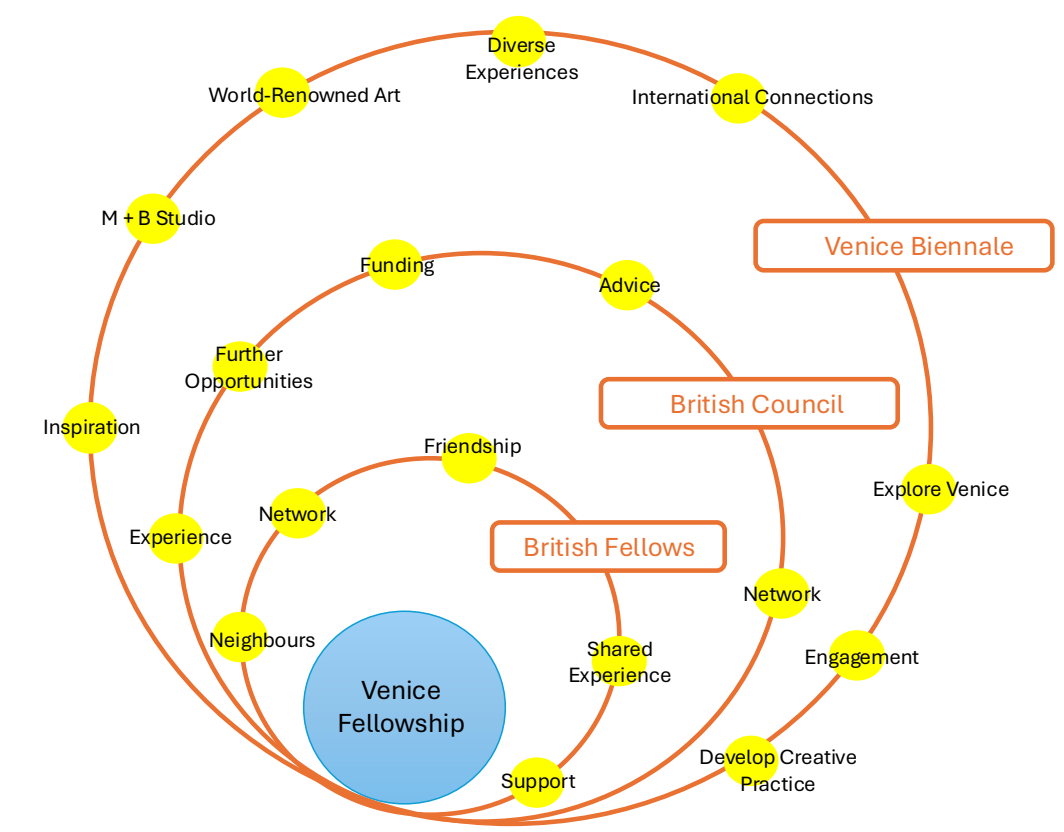 Diverse
Experiences
World-Renowned Art
International Connections
M + B Studio
Venice Biennale
Funding
Advice
Further
Opportunities
British Council
Inspiration
Friendship
Explore Venice
Network
Experience
British Fellows
Network
Neighbours
Shared
Experience
Engagement
Venice
Fellowship
Support
Develop Creative
Practice